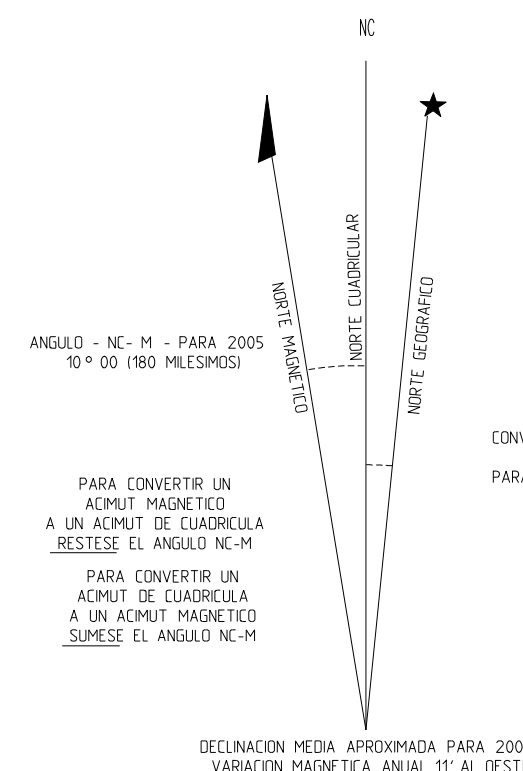 NC
NORTE MAGNETICO
NORTE CUADRICULAR
NORTE GEOGRAFICO
ANGULO - NC- M - PARA 2005
10° 00 (180 MILESIMOS)
PARA CONVERTIR UN
ACIMUT MAGNETICO
A UN ACIMUT DE CUADRICULA
RESTESE EL ANGULO NC-M
PARA CONVERTIR UN
ACIMUT DE CUADRICULA
A UN ACIMUT MAGNETICO
SUMESE EL ANGULO NC-M
DECLINACION MEDIA APROXIMADA PARA
VARIACION MAGNETICA ANUAL 11' AL